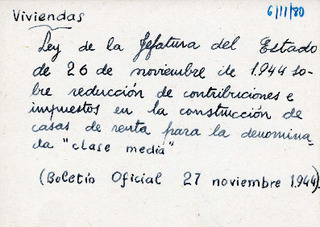 Viviendas 6/11/80
Ley de la Jefatura del Estado
de 26 de noviembre de 1.944 so-
bre reducción de contribuciones e
impuestos en la construcción de
casas de renta para la denomina-
da "clase media"
(Boletín Oficial 27 noviembre 1.944)